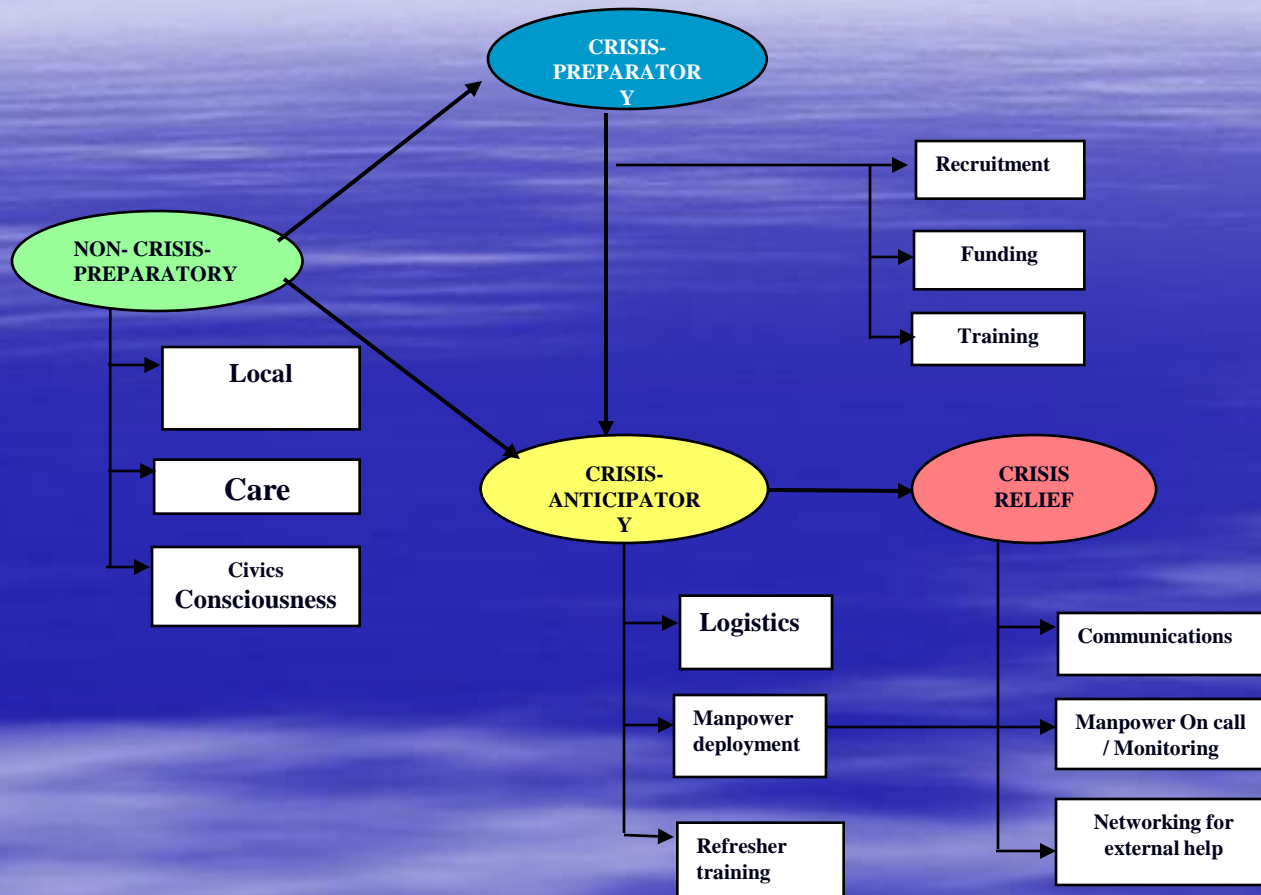 CRISIS-
PREPARATOR
Y
Recruitment
NON- CRISIS-
PREPARATORY
Funding
Training
Local
Care
Civics
Consciousness
CRISIS-
ANTICIPATOR
Y
CRISIS
RELIEF
Logistics
Communications
Manpower
deployment
Manpower On call
/ Monitoring
Refresher
training
Networking for
external help